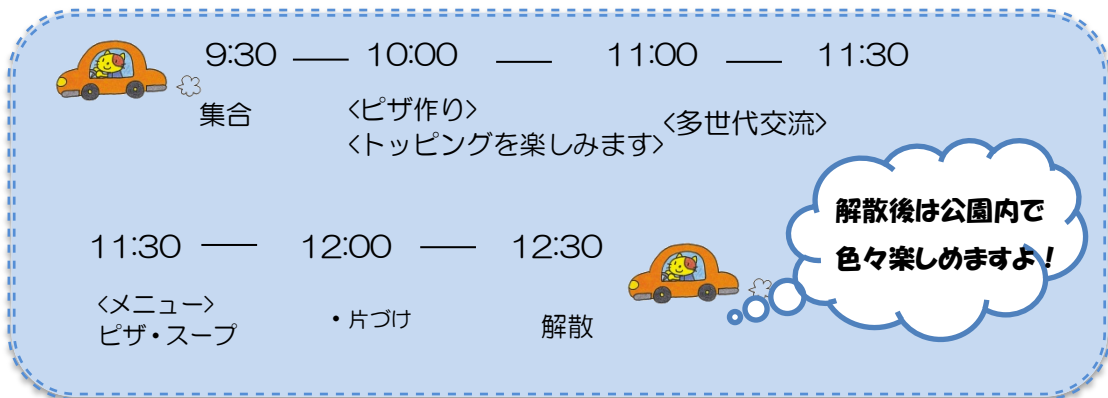 9:30 ―― 10:00 ―― 11:00 ―― 11:30
集合
〈ピザ作り〉
〈トッピングを楽しみます〉
〈多世代交流〉
解散後は公園内で
色々楽しめますよ！
11:30 ―― 12:00 ―― 12:30
〈メニュー〉
ピザ・スープ
・片づけ
解散